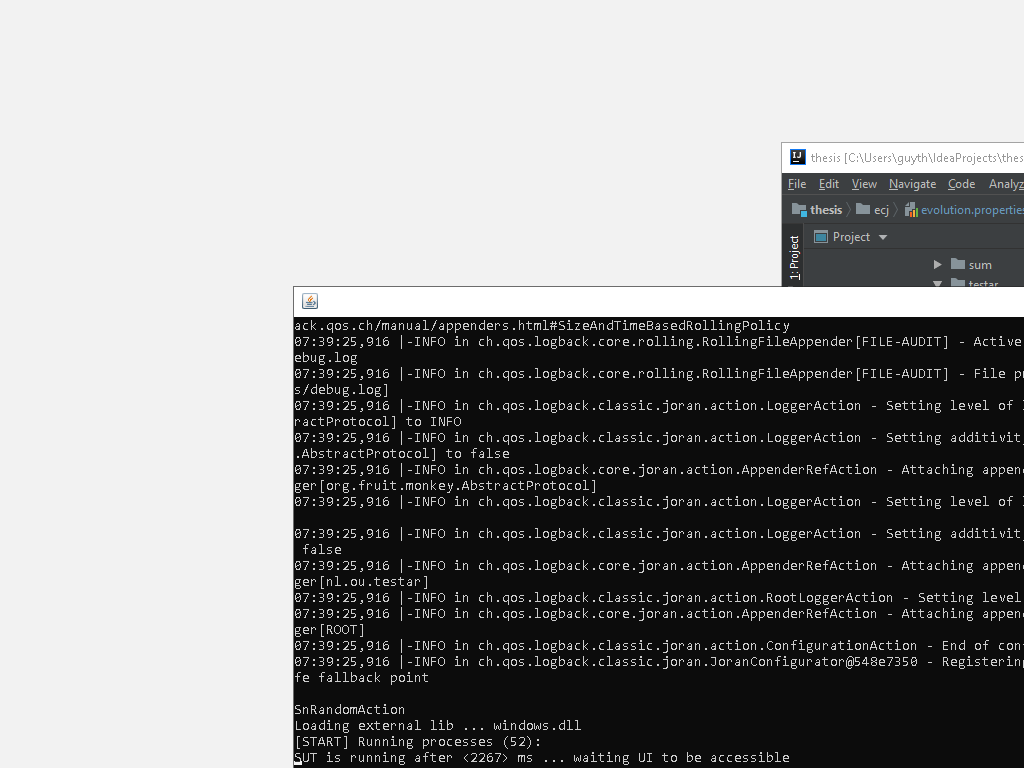 thesis [C:\Users\guyth\IdeaProjects\thes
File Edit View Navigate Code Analyz
thesis ecj evolution.properties
1: Project
Project
sum
testar
ack.qos.ch/manual/appenders.html#SizeAndTimeBasedRollingPolicy
07:39:25,916 |-INFO in ch.qos.logback.core.rolling.RollingFileAppender[FILE-AUDIT] - Active
ebug.log
07:39:25,916 |-INFO in ch.qos.logback.core.rolling.RollingFileAppender[FILE-AUDIT] - File pr
s/debug.log]
07:39:25,916 |-INFO in ch.qos.logback.classic.joran.action.LoggerAction - Setting level of l
ractProtocol] to INFO
07:39:25,916 |-INFO in ch.qos.logback.classic.joran.action.LoggerAction - Setting additivit
.AbstractProtocol] to false
07:39:25,916 |-INFO in ch.qos.logback.core.joran.action.AppenderRefAction - Attaching appen
ger[org.fruit.monkey.AbstractProtocol]
07:39:25,916 |-INFO in ch.qos.logback.classic.joran.action.LoggerAction - Setting level of l
07:39:25,916 |-INFO in ch.qos.logback.classic.joran.action.LoggerAction - Setting additivit
false
07:39:25,916 |-INFO in ch.qos.logback.core.joran.action.AppenderRefAction - Attaching appen
ger[nl.ou.testar]
07:39:25,916 |-INFO in ch.qos.logback.classic.joran.action.RootLoggerAction - Setting level
07:39:25,916 |-INFO in ch.qos.logback.core.joran.action.AppenderRefAction - Attaching appen
ger[ROOT]
07:39:25,916 |-INFO in ch.qos.logback.classic.joran.action.ConfigurationAction - End of con
07:39:25,916 |-INFO in ch.qos.logback.classic.joran.JoranConfigurator@548e7350 - Registering
fe fallback point
SnRandomAction
Loading external lib ... windows.dll
[START] Running processes (52):
SUT is running after <2267> ms ... waiting UI to be accessible